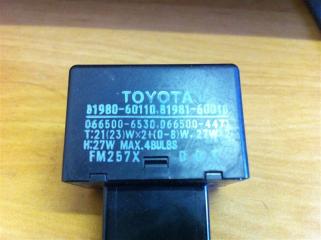 TOYOTA
81980-60110.81981-60010
066500-6530.066500-4471
T:21(23)W×2+(0-8)W.27W×2
H:27W MAX.4BULBS
FM257X